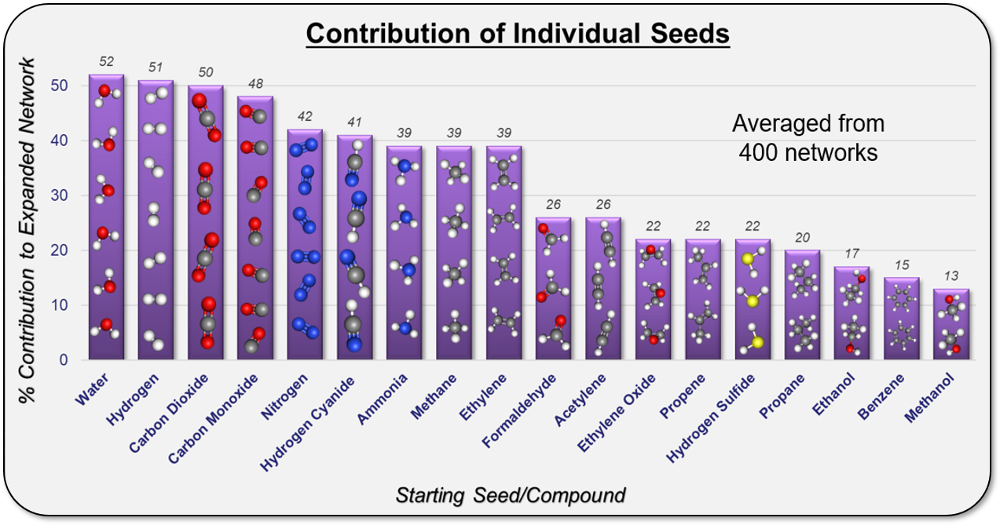 Contribution of Individual Seeds
% Contribution to Expanded Network
Averaged from
400 networks
50
40
30
20
10
0
52
51
50
48
42
41
39
39
39
26
26
22
22
22
20
17
15
13
Water
Hydrogen
Carbon Dioxide
Carbon Monoxide
Nitrogen
Hydrogen Cyanide
Ammonia
Methane
Ethylene
Formaldehyde
Acetylene
Ethylene Oxide
Propene
Hydrogen Sulfide
Propane
Ethanol
Benzene
Methanol
Starting Seed/Compound